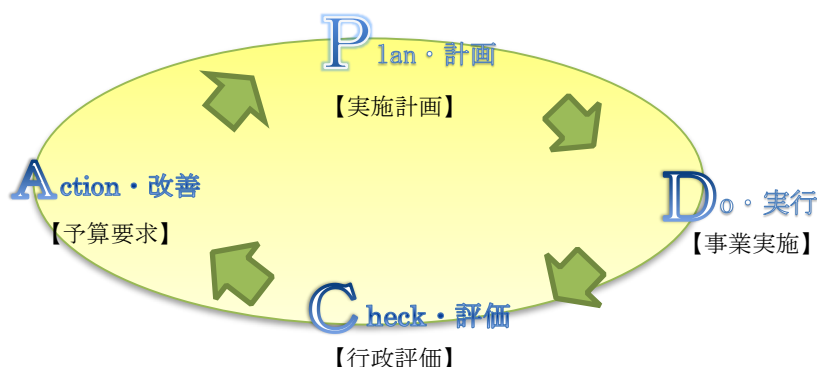 Plan・計画
【実施計画】
Action・改善
【予算要求】
Do・実行
【事業実施】
Check・評価
【行政評価】